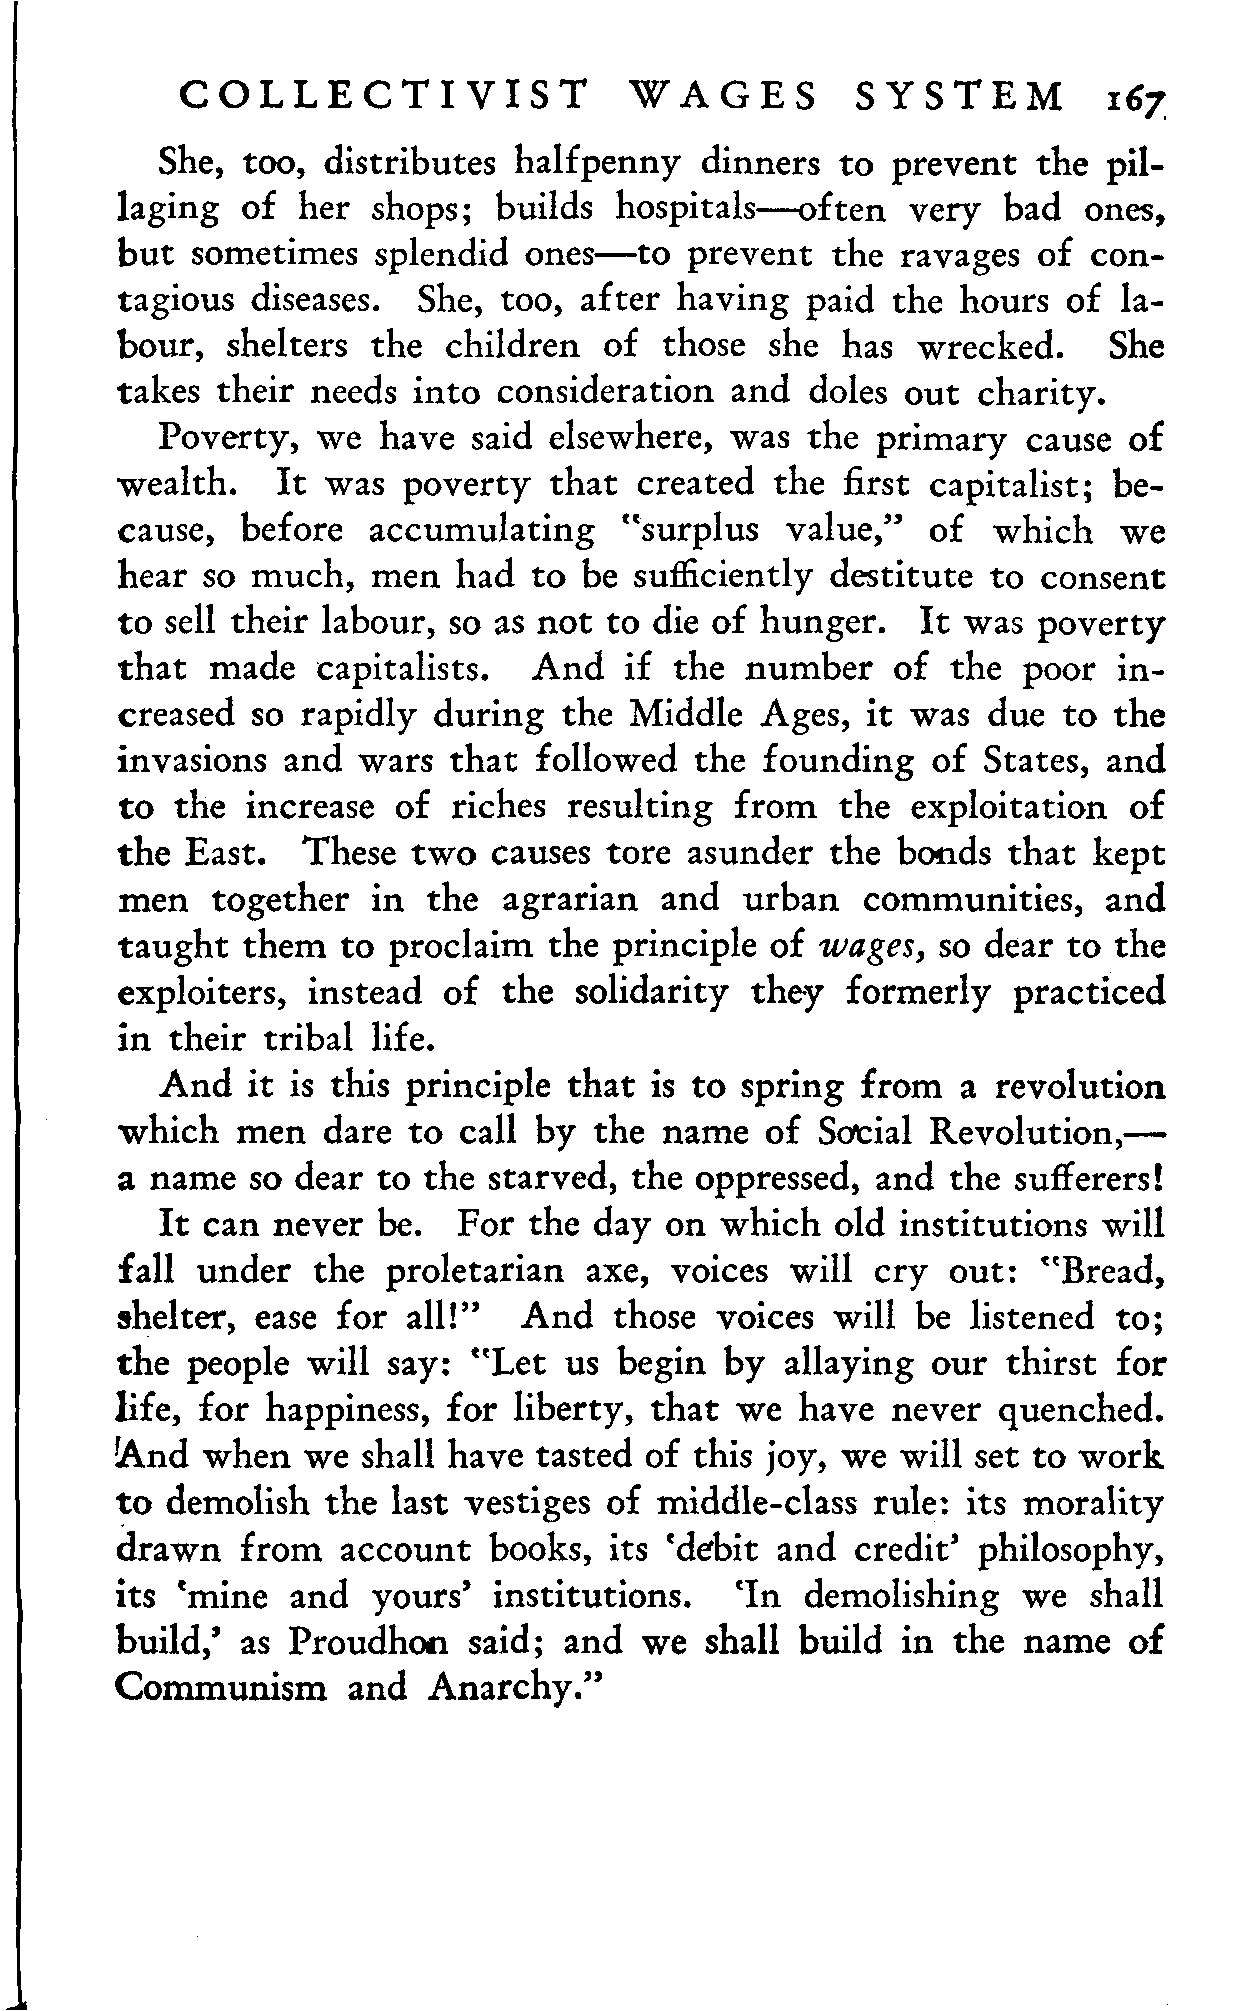 COLLECTIVIST WAGES SYSTEM 167
She, too, distributes halfpenny dinners to prevent the pil-
laging of her shops; builds hospitals—often very bad ones,
but sometimes splendid ones—to prevent the ravages of con-
tagious diseases. She, too, after having paid the hours of la-
bour, shelters the children of those she has wrecked. She
takes their needs into consideration and doles out charity.
Poverty, we have said elsewhere, was the primary cause of
wealth. It was poverty that created the first capitalist; be-
cause, before accumulating "surplus value," of which we
hear so much, men had to be sufficiently destitute to consent
to sell their labour, so as not to die of hunger. It was poverty
that made capitalists. And if the number of the poor in-
creased so rapidly during the Middle Ages, it was due to the
invasions and wars that followed the founding of States, and
to the increase of riches resulting from the exploitation of
the East. These two causes tore asunder the bonds that kept
men together in the agrarian and urban communities, and
taught them to proclaim the principle of wages, so dear to the
exploiters, instead of the solidarity they formerly practiced
in their tribal life.
And it is this principle that is to spring from a revolution
which men dare to call by the name of Social Revolution,—
a name so dear to the starved, the oppressed, and the sufferers!
It can never be. For the day on which old institutions will
fall under the proletarian axe, voices will cry out: "Bread,
shelter, ease for all!" And those voices will be listened to;
the people will say: "Let us begin by allaying our thirst for
life, for happiness, for liberty, that we have never quenched.
And when we shall have tasted of this joy, we will set to work
to demolish the last vestiges of middle-class rule: its morality
drawn from account books, its 'debit and credit' philosophy,
its 'mine and yours' institutions. 'In demolishing we shall
build,' as Proudhon said; and we shall build in the name of
Communism and Anarchy."